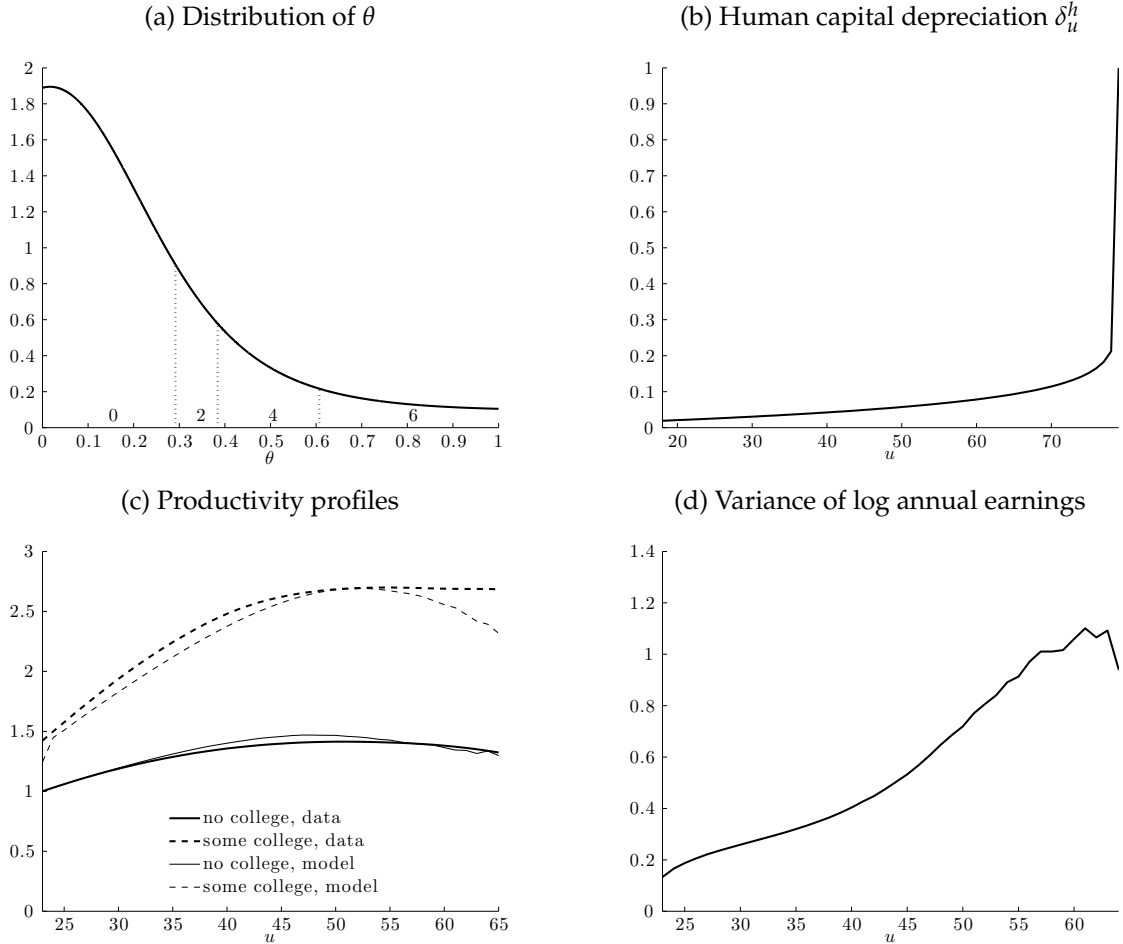 (a) Distribution of θ
2
1.8
1.6
1.4
1.2
1
0.8
0.6
0.4
0.2
0
0 2 4 6
0 0.1 0.2 0.3 0.4 0.5 0.6 0.7 0.8 0.9 1
θ
(b) Human capital depreciation δ_u^h
1
0.9
0.8
0.7
0.6
0.5
0.4
0.3
0.2
0.1
0
20 30 40 50 60 70
u
(c) Productivity profiles
3
2.5
2
1.5
1
0.5
0
no college, data
some college, data
no college, model
some college, model
25 30 35 40 45 50 55 60 65
u
(d) Variance of log annual earnings
1.4
1.2
1
0.8
0.6
0.4
0.2
0
25 30 35 40 45 50 55 60
u